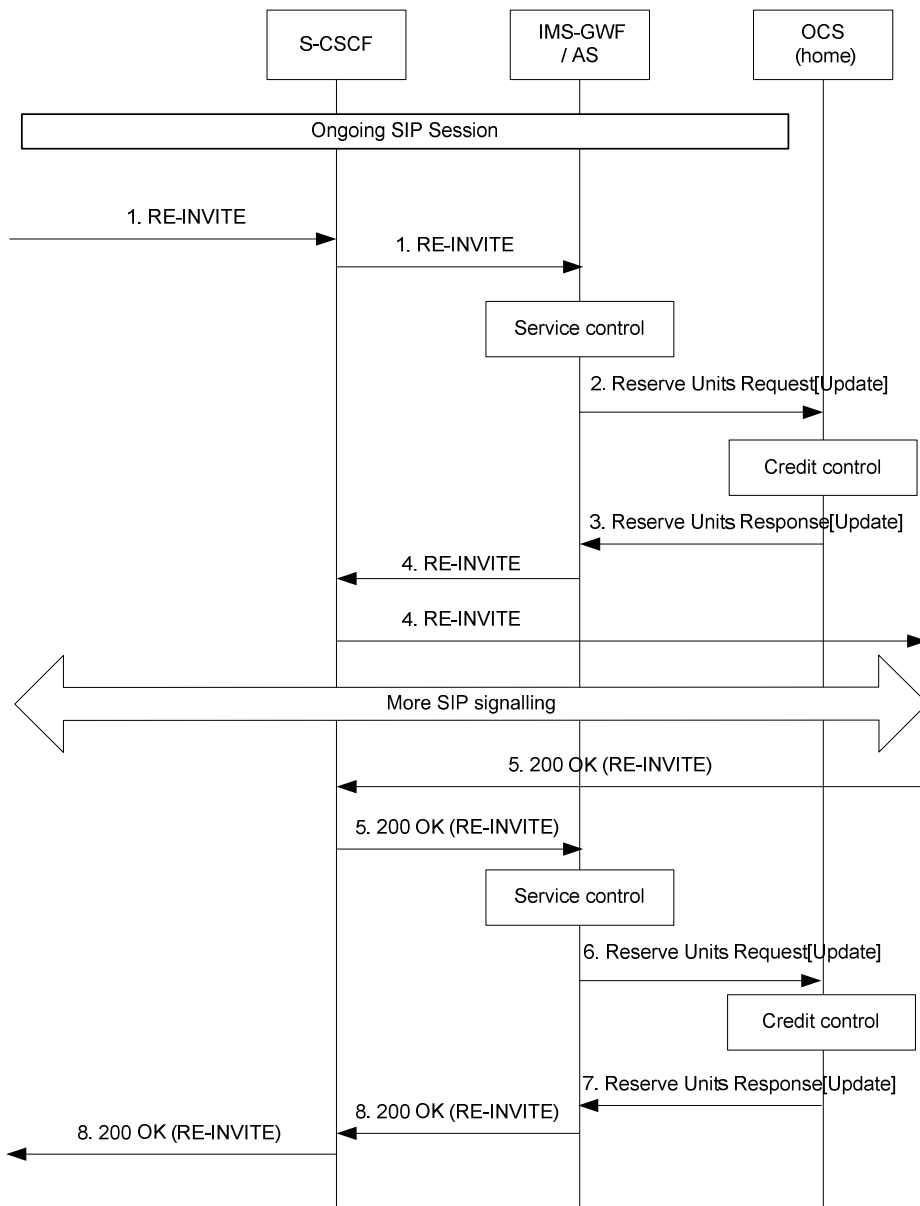 S-CSCF
IMS-GWF
/ AS
OCS
(home)
Ongoing SIP Session
1. RE-INVITE
1. RE-INVITE
Service control
2. Reserve Units Request[Update]
Credit control
3. Reserve Units Response[Update]
4. RE-INVITE
4. RE-INVITE
More SIP signalling
5. 200 OK (RE-INVITE)
5. 200 OK (RE-INVITE)
Service control
6. Reserve Units Request[Update]
Credit control
7. Reserve Units Response[Update]
8. 200 OK (RE-INVITE)
8. 200 OK (RE-INVITE)